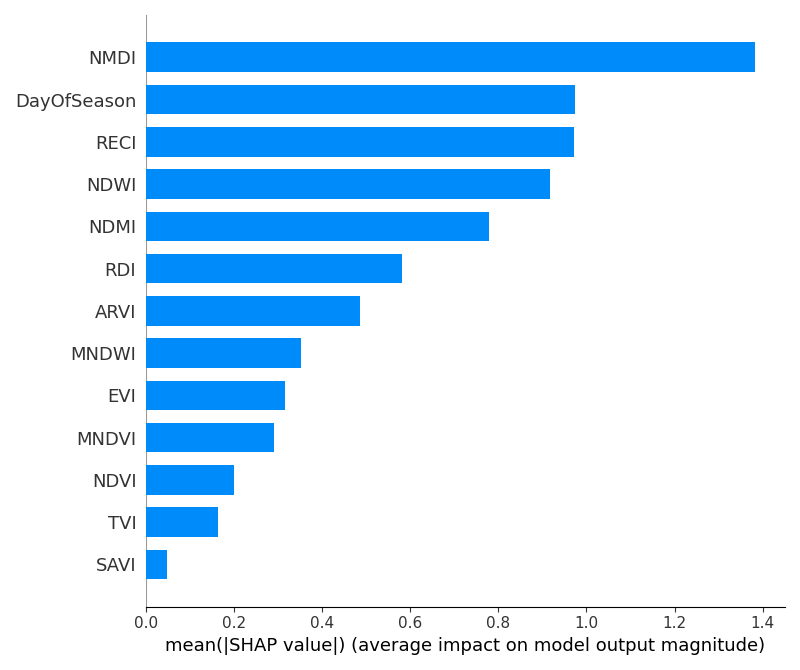 NMDI
DayOfSeason
RECI
NDWI
NDMI
RDI
ARVI
MNDWI
EVI
MNDVI
NDVI
TVI
SAVI
0.0 0.2 0.4 0.6 0.8 1.0 1.2 1.4
mean(|SHAP value|) (average impact on model output magnitude)